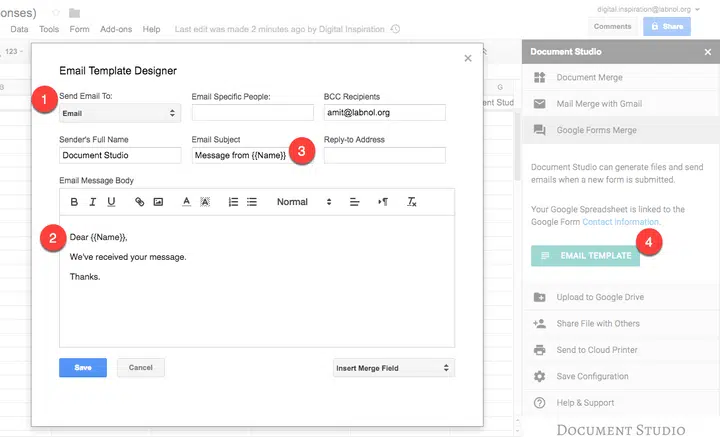 onses)
digital.inspiration@labnol.org
Data Tools Form Add-ons Help Last edit was made 2 minutes ago by Digital Inspiration
Comments
Share
123
Email Template Designer
1
Send Email To:
Email
Email Specific People:
BCC Recipients
amit@labnol.org
Sender's Full Name
Document Studio
Email Subject
Message from {{Name}}
3
Reply-to Address
Email Message Body
B I U A A Normal
2
Dear {{Name}},
We've received your message.
Thanks.
Save
Cancel
Insert Merge Field
B
G
ent Stud
Document Studio
Document Merge
Mail Merge with Gmail
Google Forms Merge
Document Studio can generate files and send
emails when a new form is submitted.
Your Google Spreadsheet is linked to the
Google Form Contact Information.
4
EMAIL TEMPLATE
Upload to Google Drive
Share File with Others
Send to Cloud Printer
Save Configuration
Help & Support
DOCUMENT STUDIO